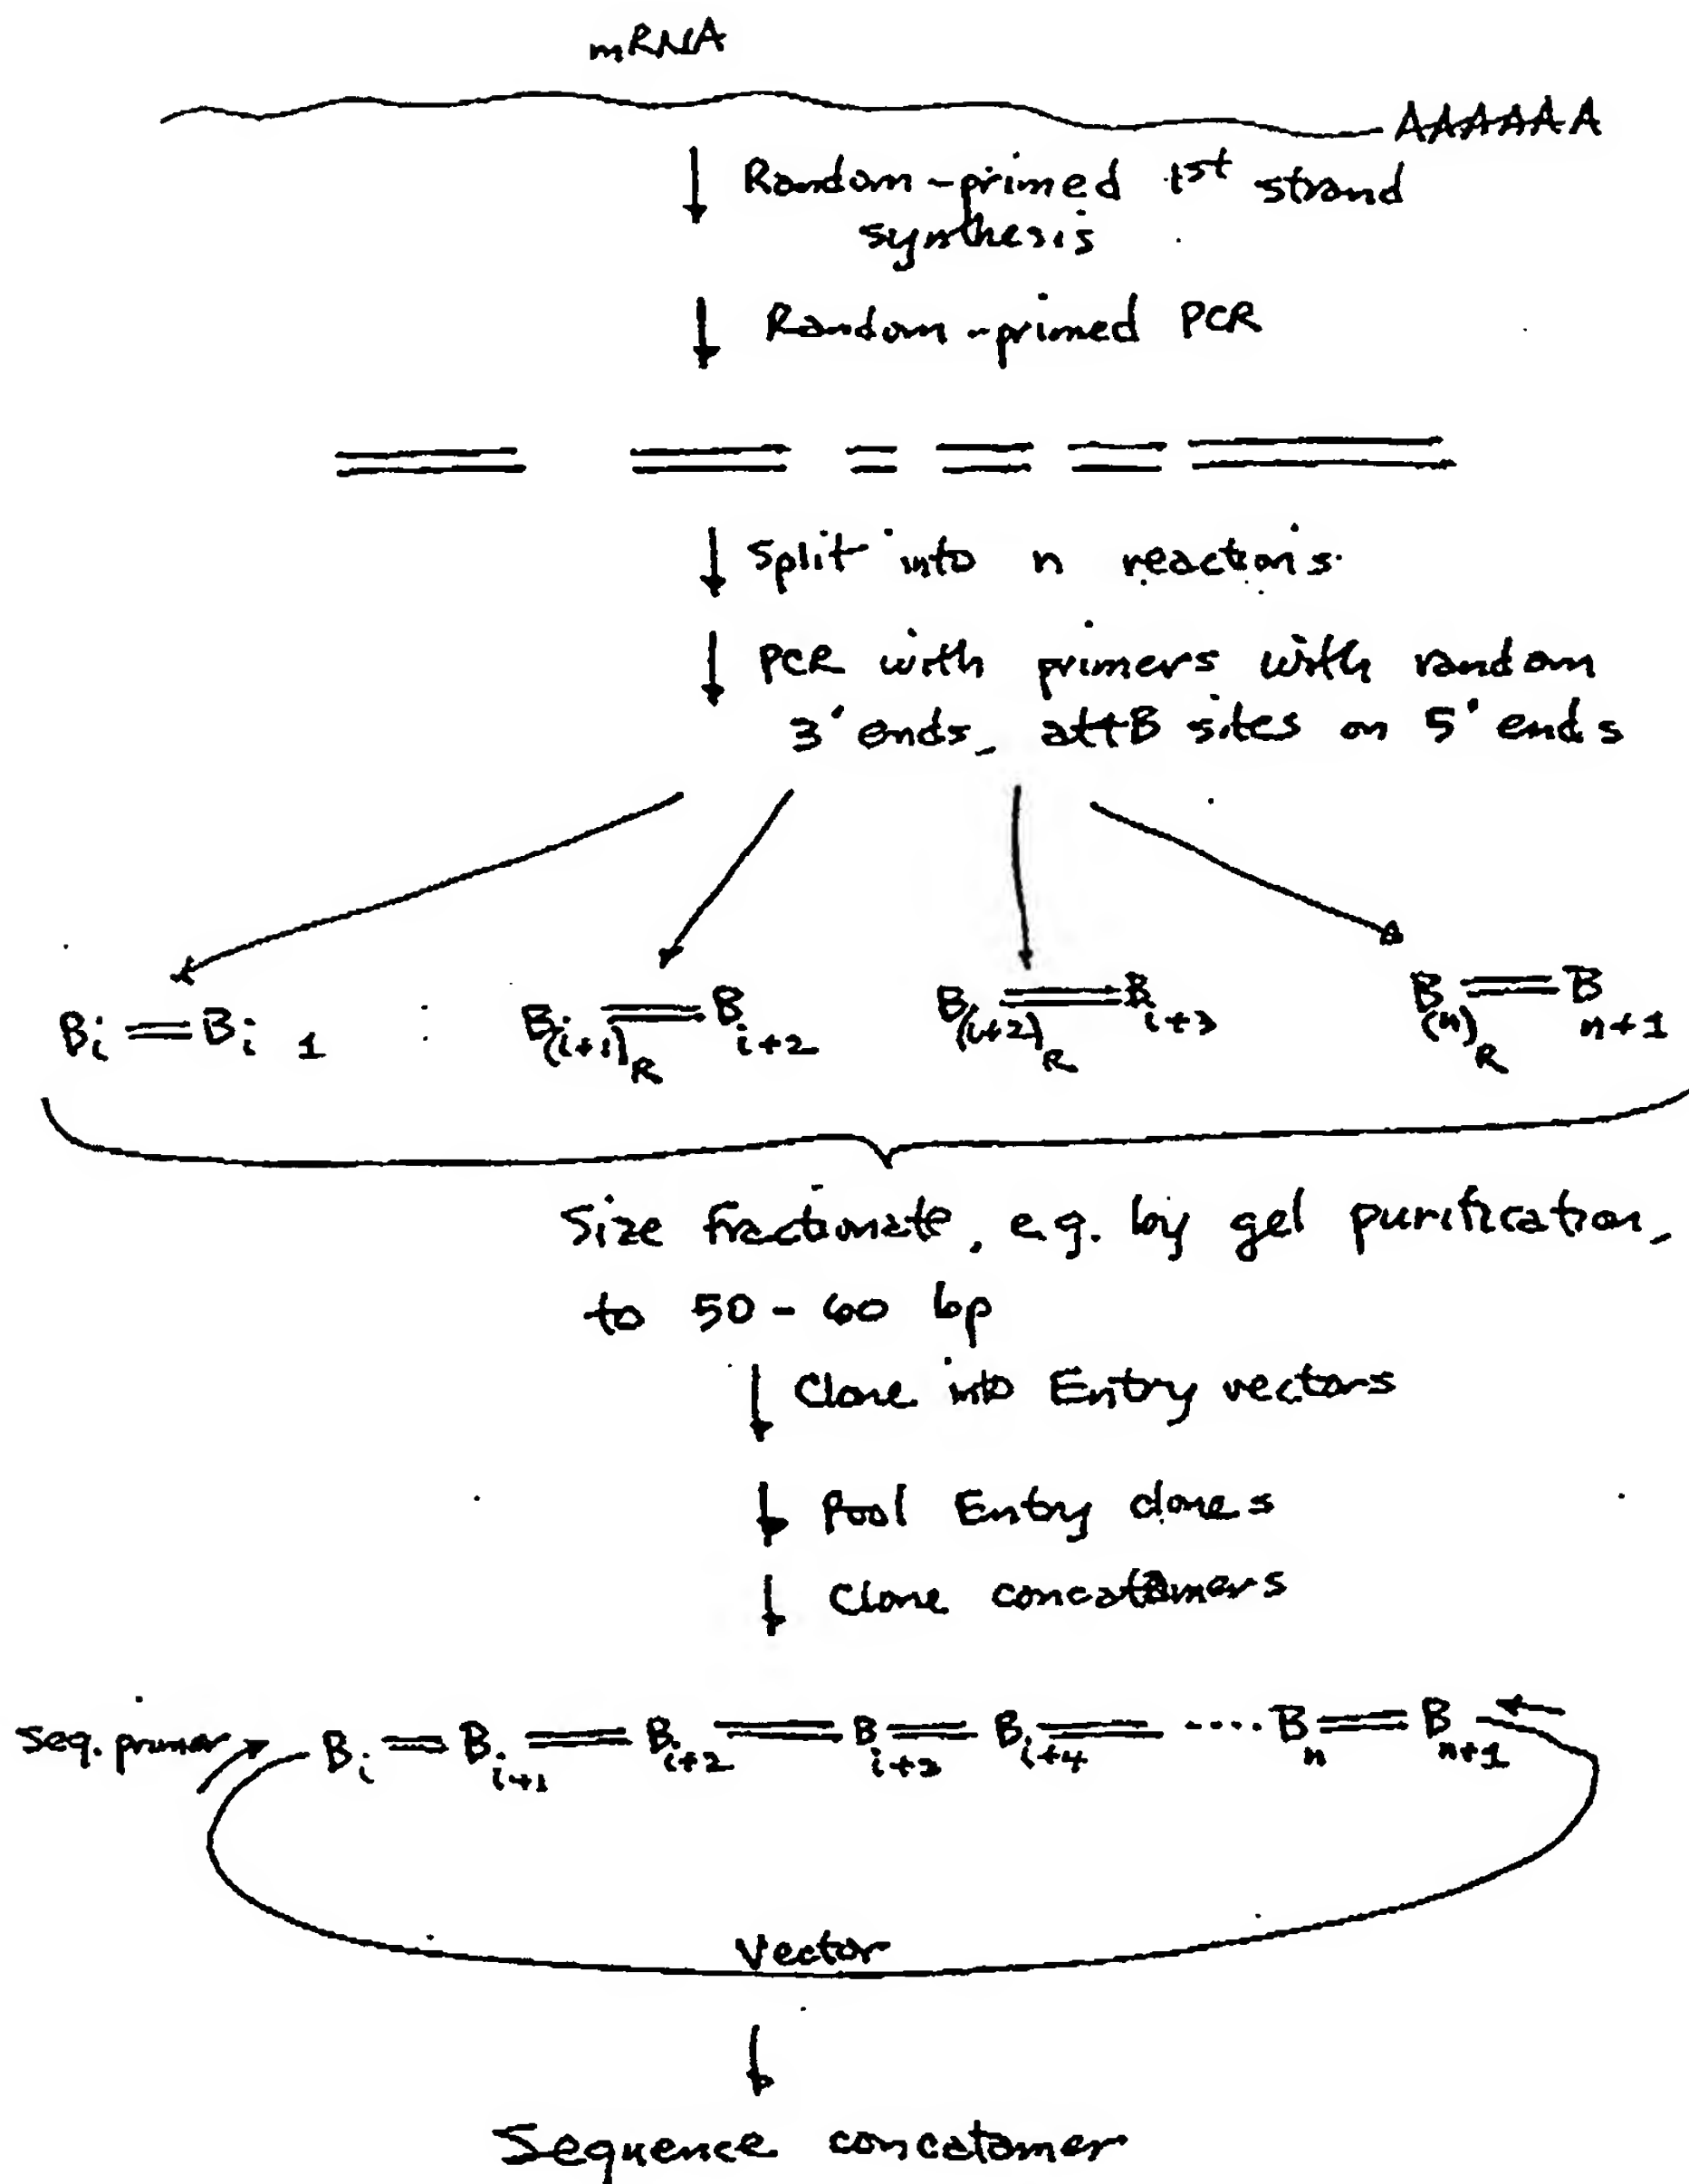 mRNA
AAAAAA
Random-primed 1st strand
synthesis
Random-primed PCR
Split into n reactions
PCR with primers with random
3' ends, attB sites on 5' ends
Bi Bi 1 B(i+1)R Bi+2 B(i+2)R Bi+3 B(n)R Bn+1
Size fractionate, e.g. by gel purification,
to 50-60 bp
Clone into Entry vectors
Pool Entry clones
Clone concatamers
Seq. primer Bi Bi+1 Bi+2 Bi+3 Bi+4 .... Bn Bn+1
Vector
Sequence concatamer